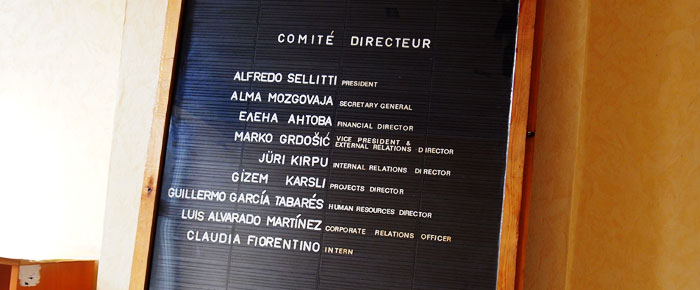 COMITÉ DIRECTEUR
ALFREDO SELLITTI PRESIDENT
ALMA MOZGOVAJA SECRETARY GENERAL
ЕΛЕНА АНТОВА FINANCIAL DIRECTOR
MARKO GRDOŠIĆ VICE PRESIDENT &
EXTERNAL RELATIONS DIRECTOR
JÜRI KIRPU INTERNAL RELATIONS DIRECTOR
GİZEM KARSLI PROJECTS DIRECTOR
GUILLERMO GARCÍA TABARÉS HUMAN RESOURCES DIRECTOR
LUIS ALVARADO MARTÍNEZ CORPORATE RELATIONS OFFICER
CLAUDIA FIORENTINO INTERN